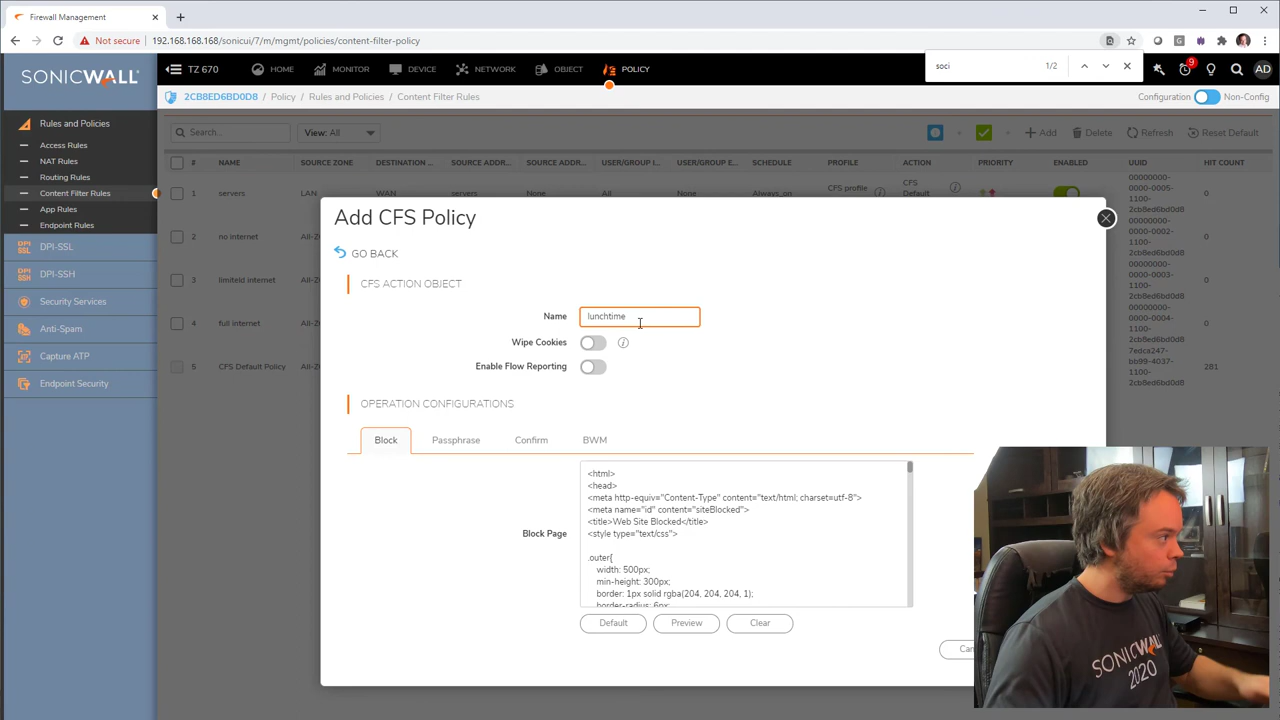 Firewall Management
Not secure 192.168.168.168/sonicui/7/m/mgmt/policies/content-filter-policy
soci 1/2
SONICWALL
TZ 670 HOME MONITOR DEVICE NETWORK OBJECT POLICY
9 AD
2CB8ED6BD0D8 / Policy / Rules and Policies / Content Filter Rules
Configuration Non-Config
Rules and Policies
Access Rules
NAT Rules
Routing Rules
Content Filter Rules
App Rules
Endpoint Rules
DPI-SSL
DPI-SSH
Security Services
Anti-Spam
Capture ATP
Endpoint Security
Search... View: All
Add Delete Refresh Reset Default
# NAME SOURCE ZONE DESTINATION ... SOURCE ADDR... SOURCE ADDR... USER/GROUP I... USER/GROUP E... SCHEDULE PROFILE ACTION PRIORITY ENABLED UUID HIT COUNT
1 servers LAN WAN servers None All None Always_on CFS profile CFS Default
00000000-0000-0005-1100-2cb8ed6bd0d8 0
2 no internet All-Z
00000000-0000-0002-1100-2cb8ed6bd0d8 0
3 limiteld internet All-Z
00000000-0000-0003-1100-2cb8ed6bd0d8 0
4 full internet All-Z
00000000-0000-0004-1100-2cb8ed6bd0d8 0
5 CFS Default Policy All-Z
7edca247-bb99-4037-1100-2cb8ed6bd0d8 281
Add CFS Policy
GO BACK
CFS ACTION OBJECT
Name lunchtime
Wipe Cookies
Enable Flow Reporting
OPERATION CONFIGURATIONS
Block Passphrase Confirm BWM
Block Page
<html>
<head>
<meta http-equiv="Content-Type" content="text/html; charset=utf-8">
<meta name="id" content="siteBlocked">
<title>Web Site Blocked</title>
<style type="text/css">
.outer{
width: 500px;
min-height: 300px;
border: 1px solid rgba(204, 204, 204, 1);
border-radius: 6px;
Default Preview Clear
Can
SONICWALL
2020